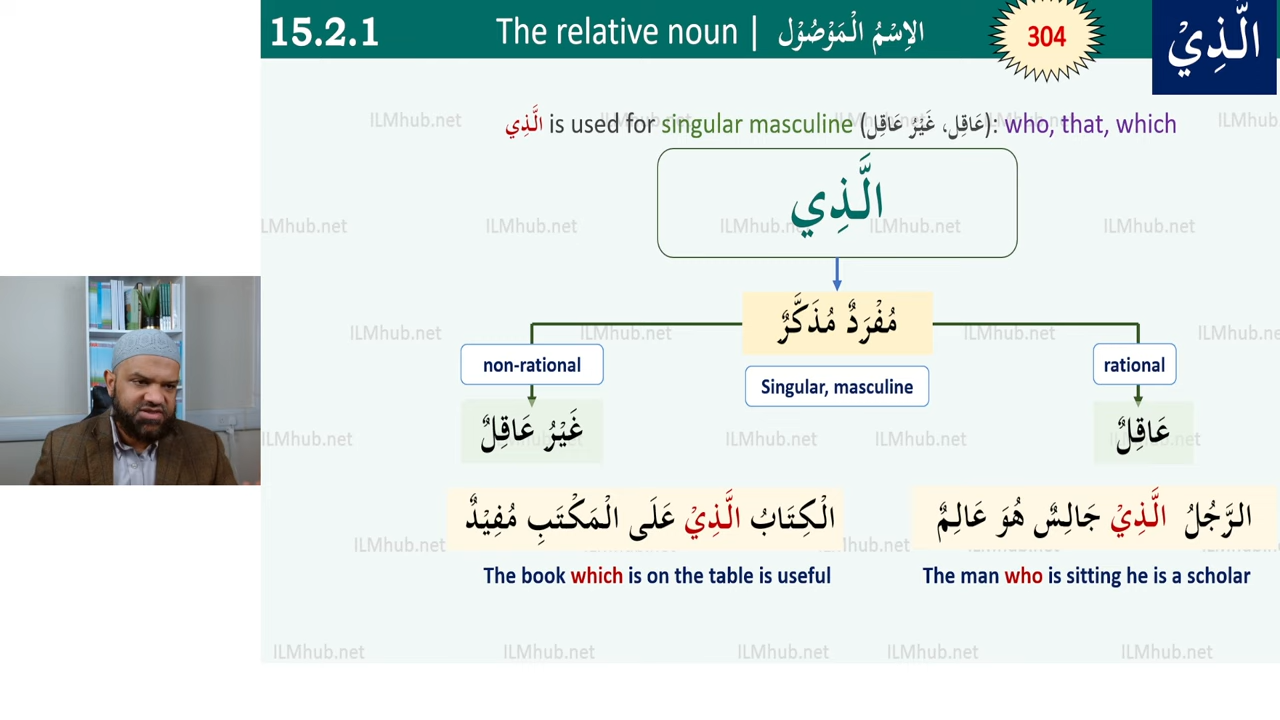 15.2.1
The relative noun | الِاسْمُ الْمَوْصُوْل
304
الَّذِيْ
الَّذِي is used for singular masculine (عَاقِل، غَيْرُ عَاقِل): who, that, which
الَّذِي
مُفْرَدٌ مُذَكَّرٌ
Singular, masculine
non-rational
rational
غَيْرُ عَاقِلٌ
عَاقِلٌ
الْكِتَابُ الَّذِيْ عَلَى الْمَكْتَبِ مُفِيْدٌ
The book which is on the table is useful
الرَّجُلُ الَّذِيْ جَالِسٌ هُوَ عَالِمٌ
The man who is sitting he is a scholar
ILMhub.net